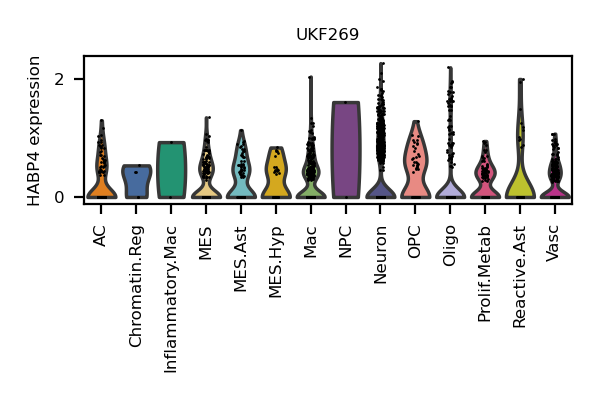 UKF269
HABP4 expression
2
0
AC
Chromatin.Reg
Inflammatory.Mac
MES
MES.Ast
MES.Hyp
Mac
NPC
Neuron
OPC
Oligo
Prolif.Metab
Reactive.Ast
Vasc